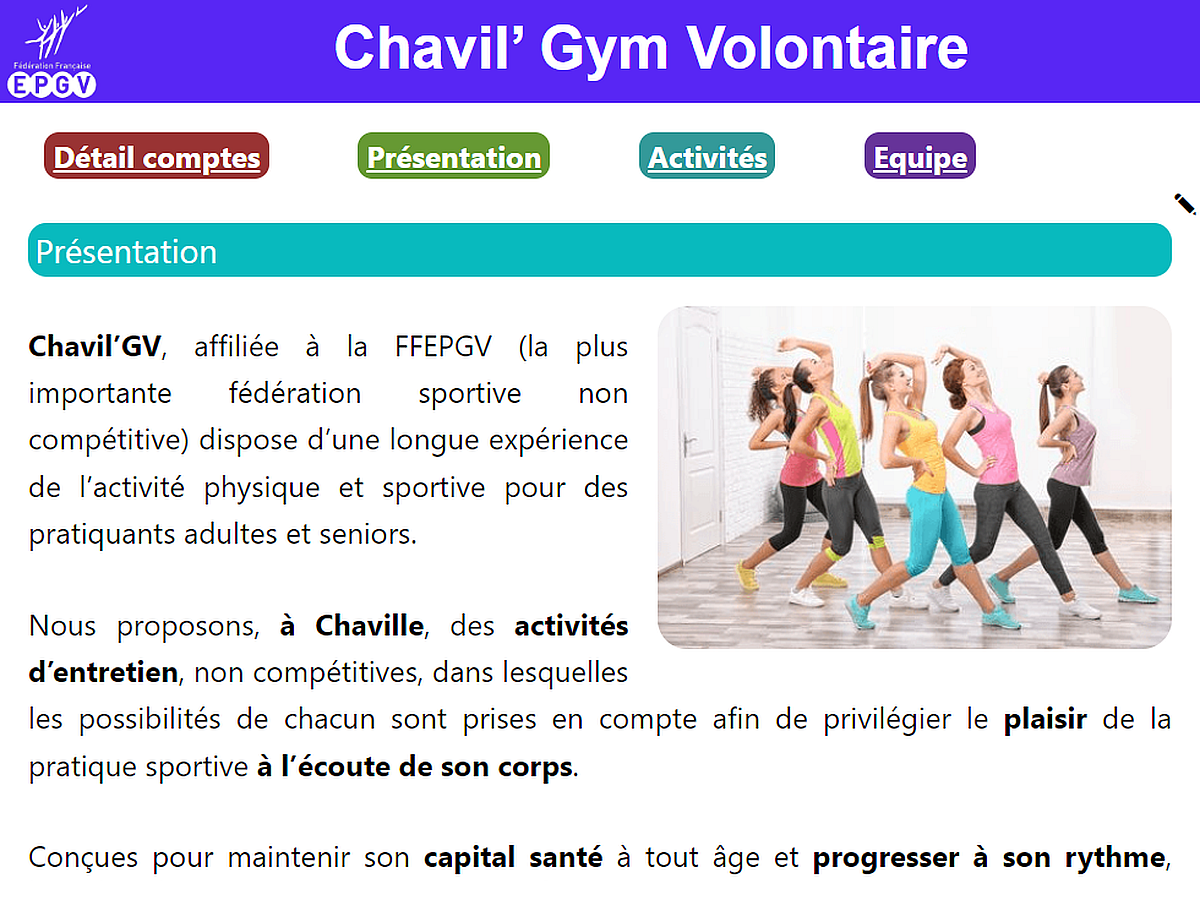 Chavil’ Gym Volontaire
Fédération Française
EPGV
Détail comptes
Présentation
Activités
Equipe
Présentation
Chavil’GV, affiliée à la FFEPGV (la plus
importante fédération sportive non
compétitive) dispose d’une longue expérience
de l’activité physique et sportive pour des
pratiquants adultes et seniors.
Nous proposons, à Chaville, des activités
d’entretien, non compétitives, dans lesquelles
les possibilités de chacun sont prises en compte afin de privilégier le plaisir de la
pratique sportive à l’écoute de son corps.
Conçues pour maintenir son capital santé à tout âge et progresser à son rythme,